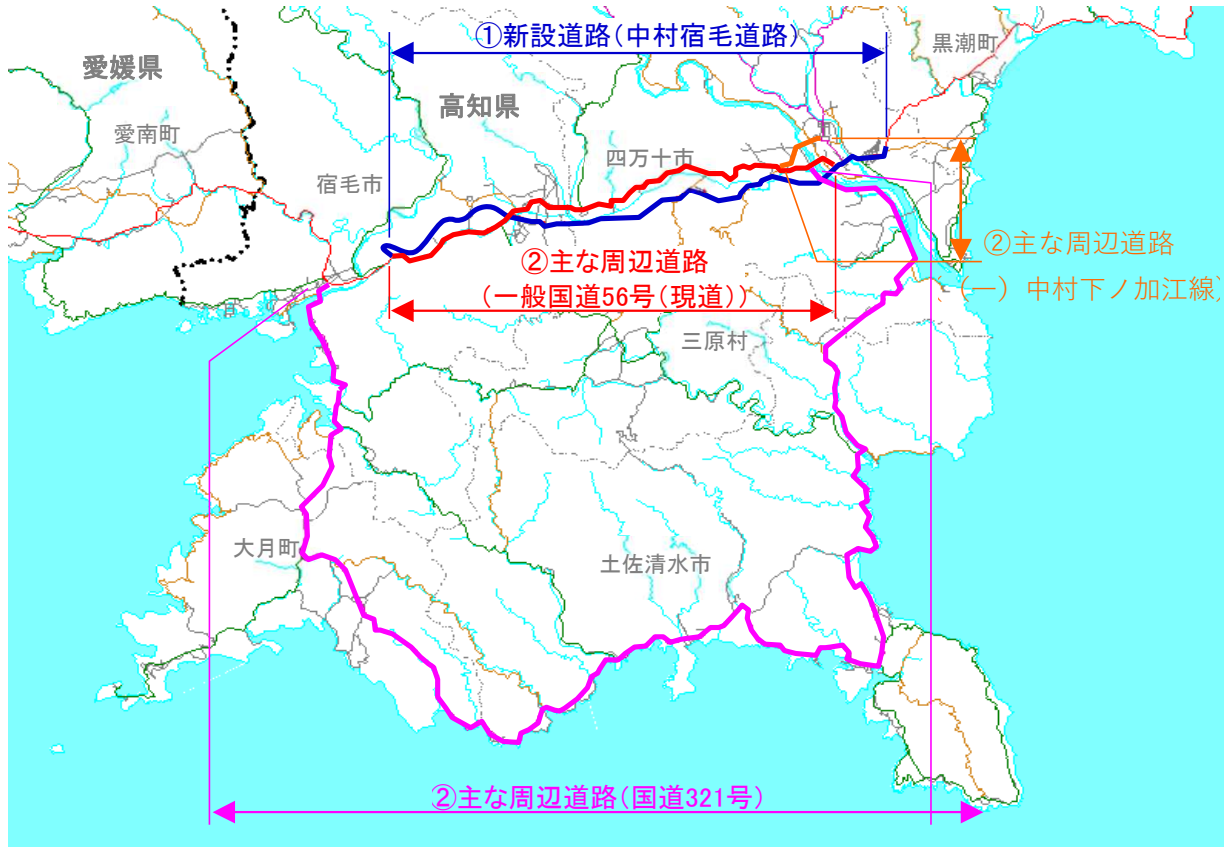 ①新設道路(中村宿毛道路)
黒潮町
愛媛県
高知県
愛南町
四万十市
宿毛市
②主な周辺道路
(一)中村下ノ加江線)
②主な周辺道路
(一般国道56号(現道))
三原村
大月町
土佐清水市
②主な周辺道路(国道321号)